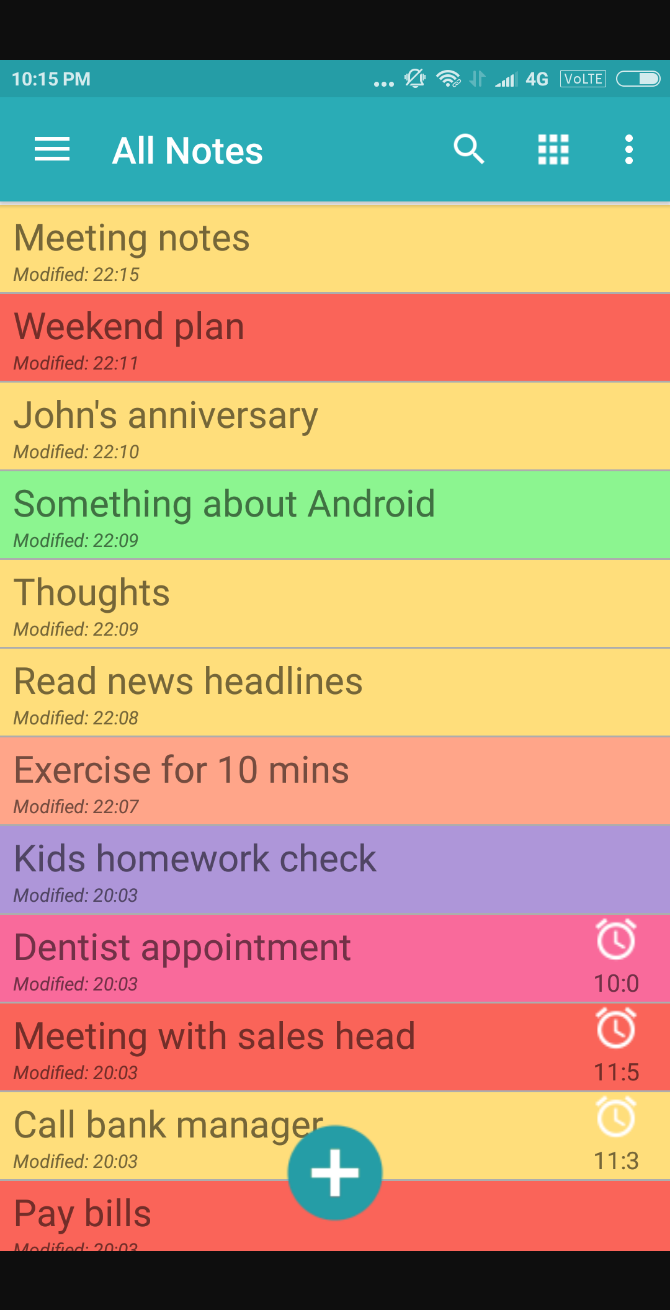 10:15 PM 4G VoLTE
All Notes
Meeting notes
Modified: 22:15
Weekend plan
Modified: 22:11
John's anniversary
Modified: 22:10
Something about Android
Modified: 22:09
Thoughts
Modified: 22:09
Read news headlines
Modified: 22:08
Exercise for 10 mins
Modified: 22:07
Kids homework check
Modified: 20:03
Dentist appointment
Modified: 20:03
10:0
Meeting with sales head
Modified: 20:03
11:5
Call bank manager
Modified: 20:03
11:3
Pay bills
Modified: 20:03